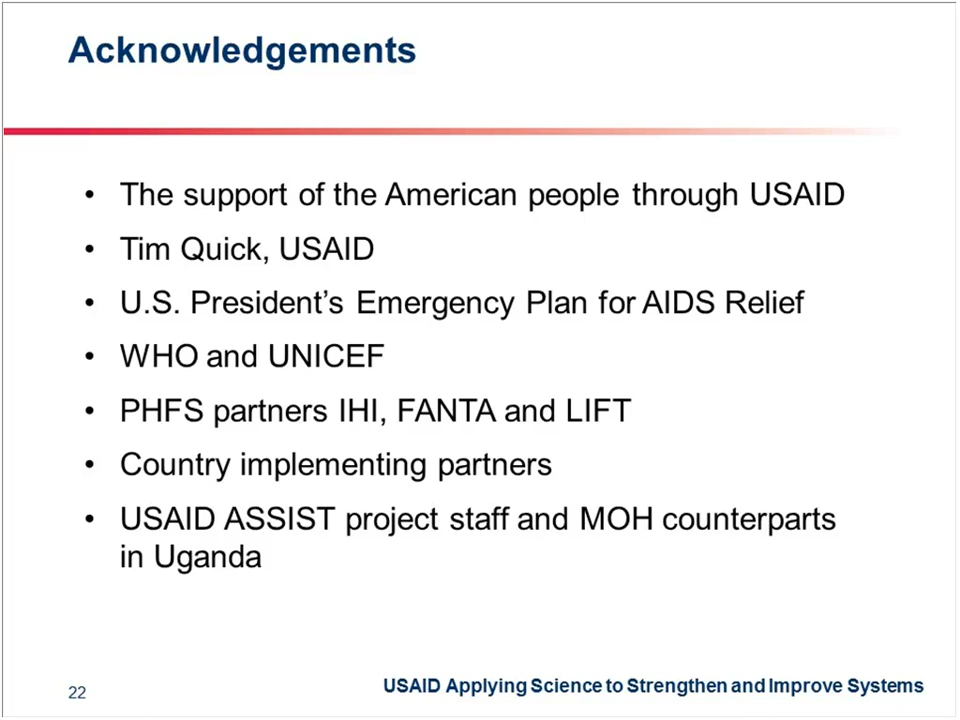 Acknowledgements
• The support of the American people through USAID
• Tim Quick, USAID
• U.S. President’s Emergency Plan for AIDS Relief
• WHO and UNICEF
• PHFS partners IHI, FANTA and LIFT
• Country implementing partners
• USAID ASSIST project staff and MOH counterparts
in Uganda
22
USAID Applying Science to Strengthen and Improve Systems